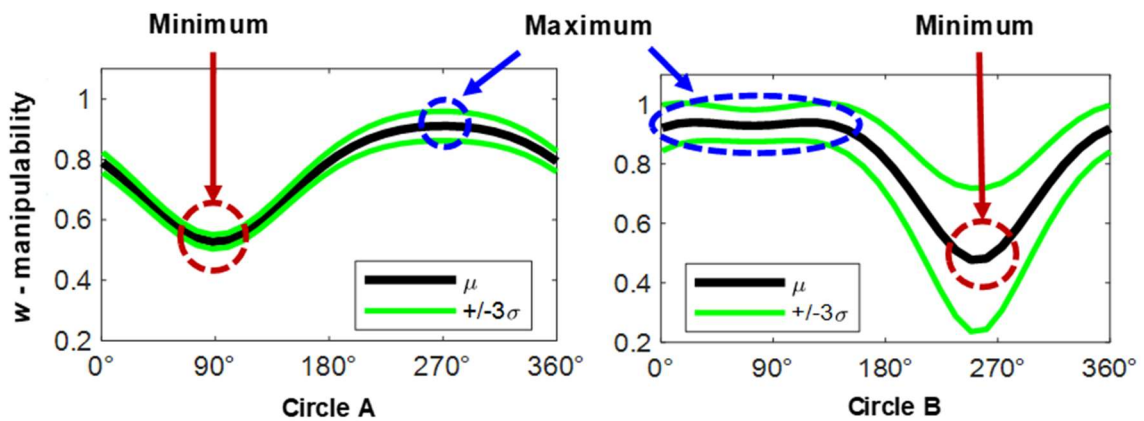 Minimum
Maximum
Minimum
w - manipulability
1
0.8
0.6
0.4
0.2
μ
+/-3σ
0°
90°
180°
270°
360°
Circle A
1
0.8
0.6
0.4
0.2
μ
+/-3σ
0°
90°
180°
270°
360°
Circle B